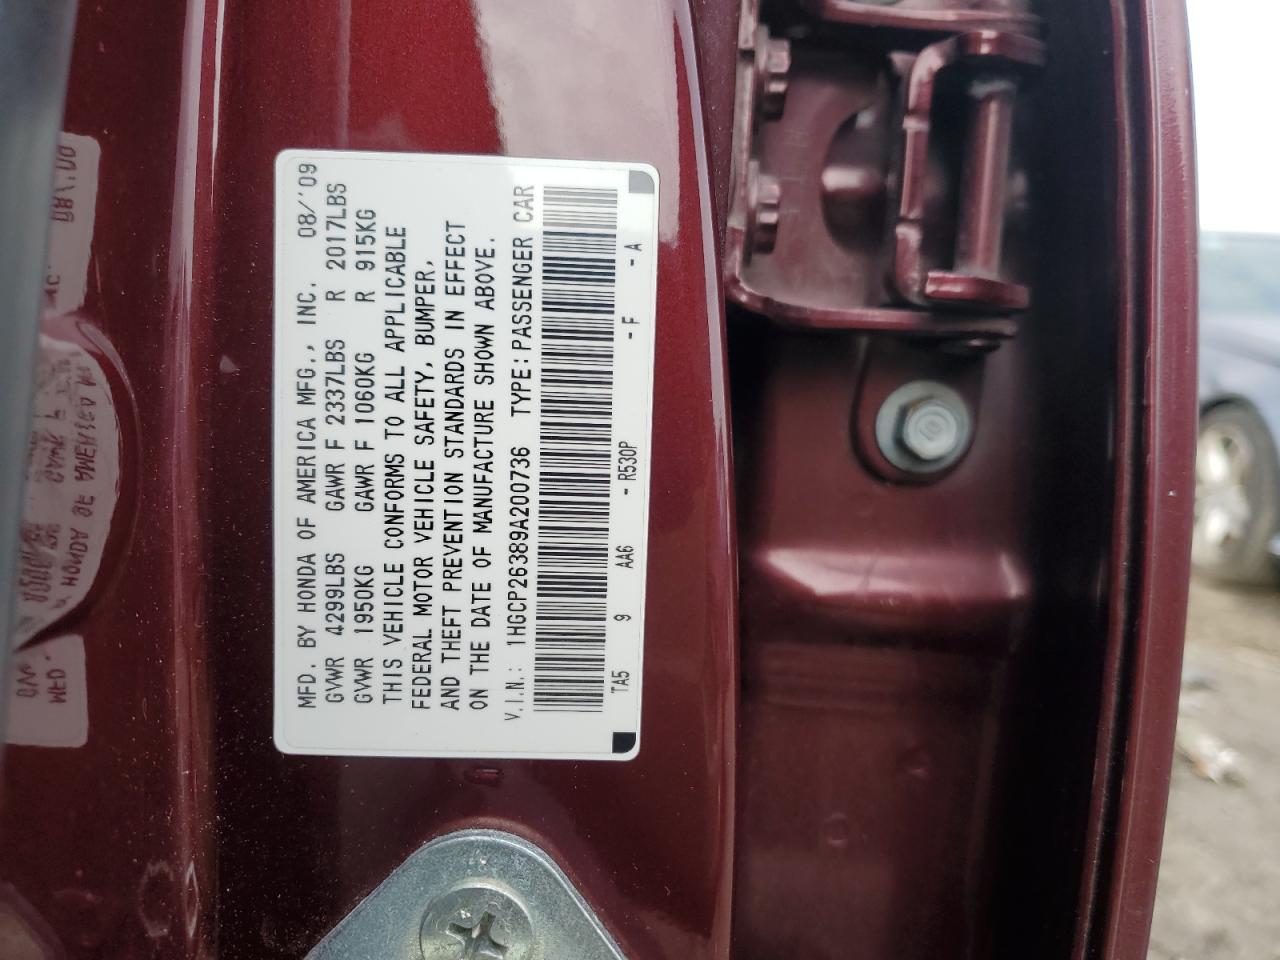 MFD. BY HONDA OF AMERICA MFG., INC. 08/'09
GVWR 4299LBS GAWR F 2337LBS R 2017LBS
GVWR 1950KG GAWR F 1060KG R 915KG
THIS VEHICLE CONFORMS TO ALL APPLICABLE
FEDERAL MOTOR VEHICLE SAFETY, BUMPER,
AND THEFT PREVENTION STANDARDS IN EFFECT
ON THE DATE OF MANUFACTURE SHOWN ABOVE.
V.I.N.: 1HGCP26389A200736 TYPE:PASSENGER CAR
TA5 9 AA6 - R530P - F - A
10